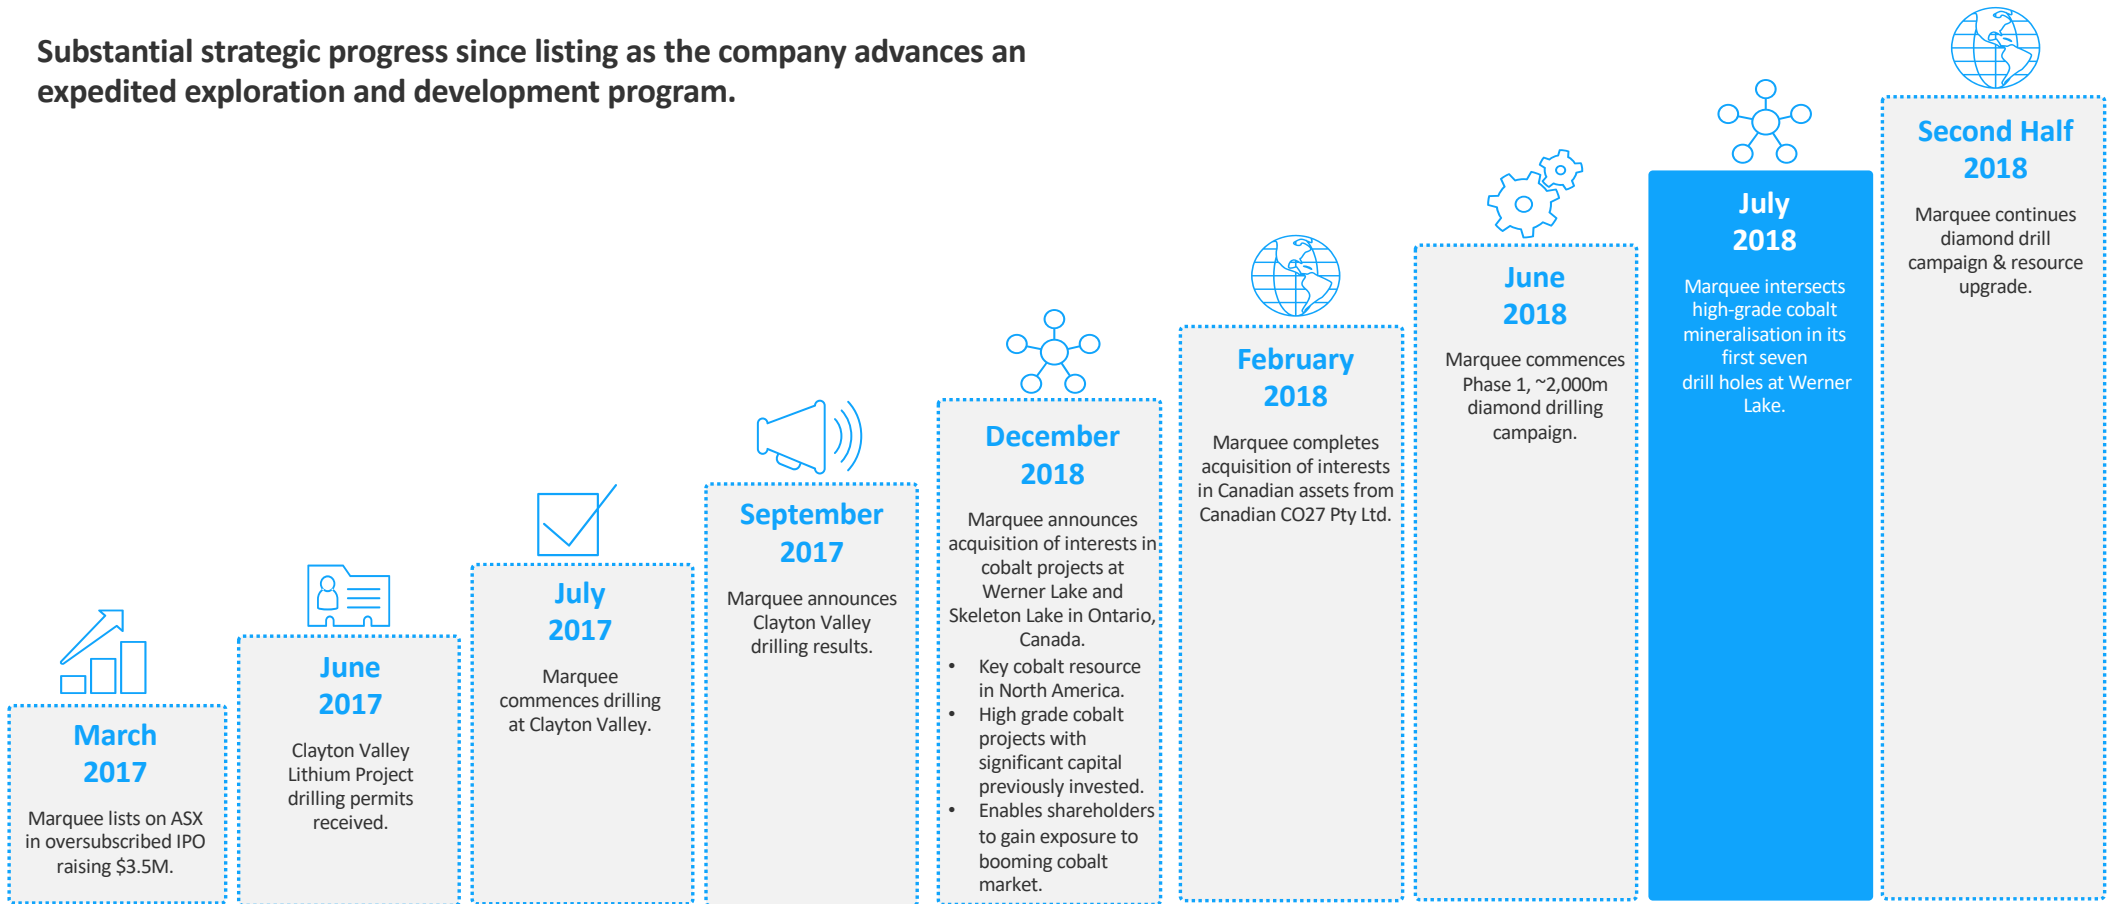 Substantial strategic progress since listing as the company advances an
expedited exploration and development program.
March
2017
Marquee lists on ASX
in oversubscribed IPO
raising $3.5M.
June
2017
Clayton Valley
Lithium Project
drilling permits
received.
July
2017
Marquee
commences drilling
at Clayton Valley.
September
2017
Marquee announces
Clayton Valley
drilling results.
December
2018
Marquee announces
acquisition of interests in
cobalt projects at
Werner Lake and
Skeleton Lake in Ontario,
Canada.
• Key cobalt resource
in North America.
• High grade cobalt
projects with
significant capital
previously invested.
• Enables shareholders
to gain exposure to
booming cobalt
market.
February
2018
Marquee completes
acquisition of interests
in Canadian assets from
Canadian CO27 Pty Ltd.
June
2018
Marquee commences
Phase 1, ~2,000m
diamond drilling
campaign.
July
2018
Marquee intersects
high-grade cobalt
mineralisation in its
first seven
drill holes at Werner
Lake.
Second Half
2018
Marquee continues
diamond drill
campaign & resource
upgrade.